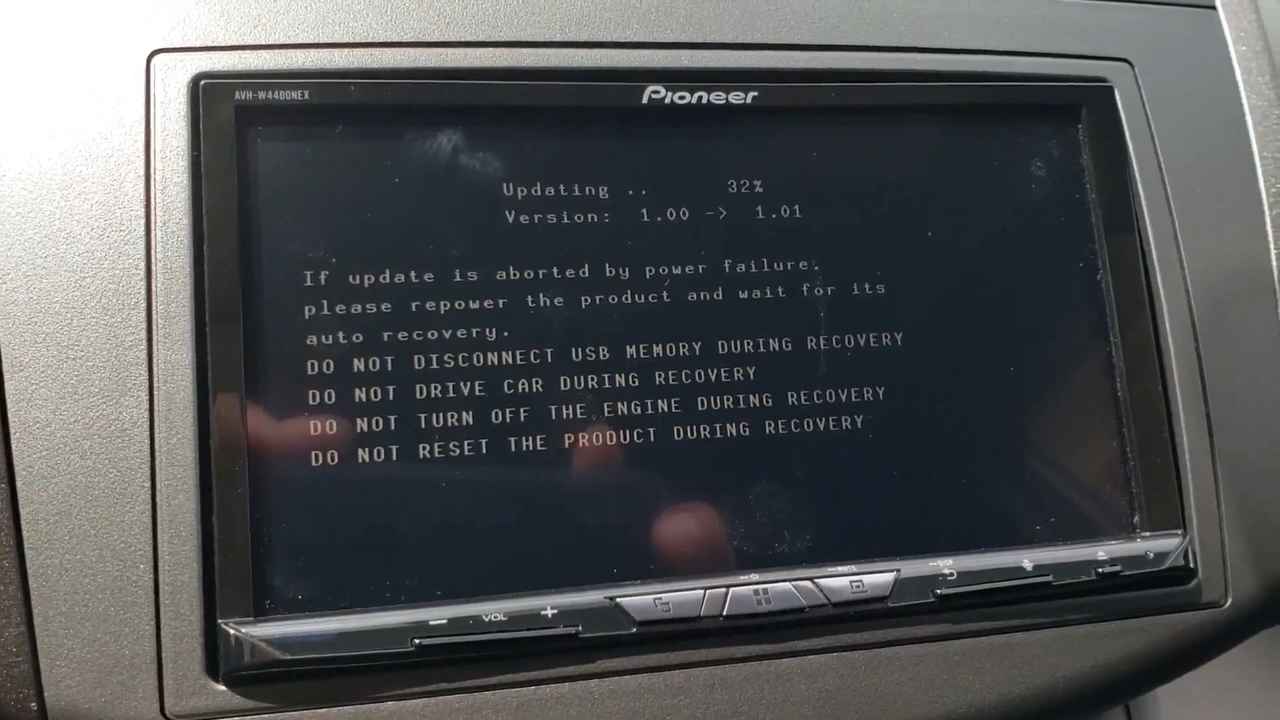 AVH-W4400NEX
Pioneer
Updating .. 32%
Version: 1.00 -> 1.01
If update is aborted by power failure,
please repower the product and wait for its
auto recovery.
DO NOT DISCONNECT USB MEMORY DURING RECOVERY
DO NOT DRIVE CAR DURING RECOVERY
DO NOT TURN OFF THE ENGINE DURING RECOVERY
DO NOT RESET THE PRODUCT DURING RECOVERY
MUTE
DISP
- VOL +